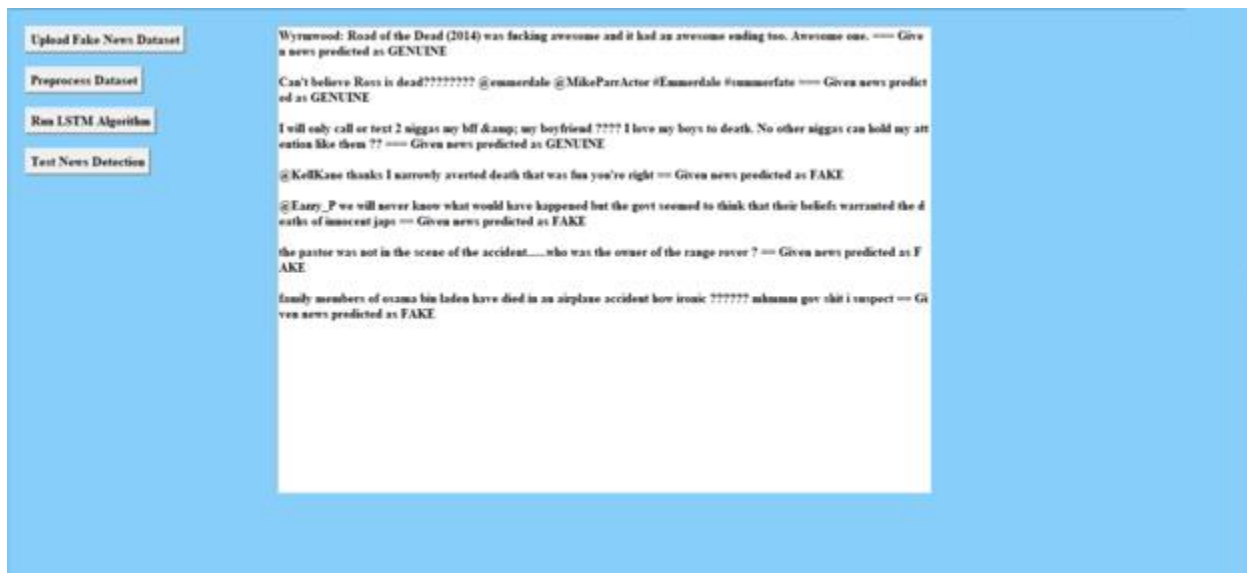 Upload Fake News Dataset
Preprocess Dataset
Run LSTM Algorithm
Test News Detection
Wyrmwood: Road of the Dead (2014) was fucking awesome and it had an awesome ending too. Awesome one. === Give
n news predicted as GENUINE
Can't believe Ross is dead???????? @emmerdale @MikeParrActor #Emmerdale #summerfate === Given news predict
ed as GENUINE
I will only call or text 2 niggas my bff &amp; my boyfriend ???? I love my boys to death. No other niggas can hold my att
ention like them ?? === Given news predicted as GENUINE
@KellKane thanks I narrowly averted death that was fun you're right == Given news predicted as FAKE
@Eazzy_P we will never know what would have happened but the govt seemed to think that their beliefs warranted the d
eaths of innocent japs == Given news predicted as FAKE
the pastor was not in the scene of the accident......who was the owner of the range rover ? == Given news predicted as F
AKE
family members of osama bin laden have died in an airplane accident how ironic ?????? mhmmm gov shit i suspect == Gi
ven news predicted as FAKE